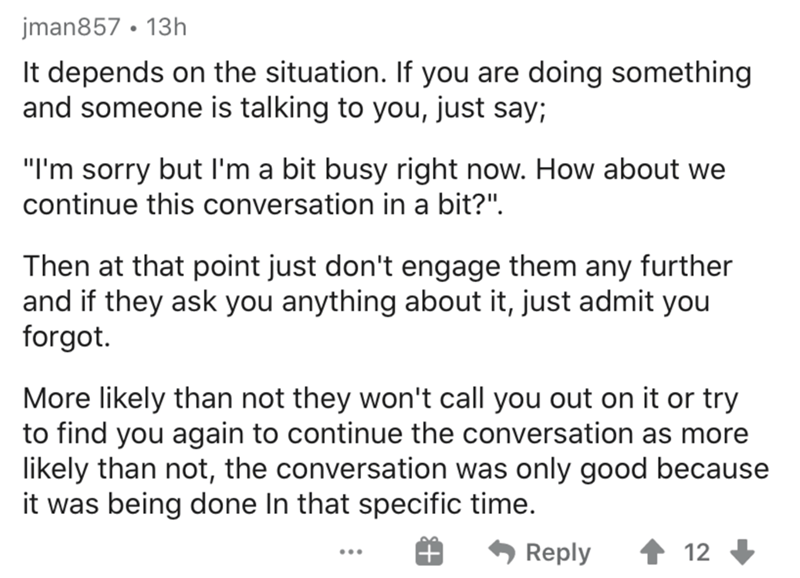 jman857 • 13h
It depends on the situation. If you are doing something
and someone is talking to you, just say;
"I'm sorry but I'm a bit busy right now. How about we
continue this conversation in a bit?".
Then at that point just don't engage them any further
and if they ask you anything about it, just admit you
forgot.
More likely than not they won't call you out on it or try
to find you again to continue the conversation as more
likely than not, the conversation was only good because
it was being done In that specific time.
... Reply 12